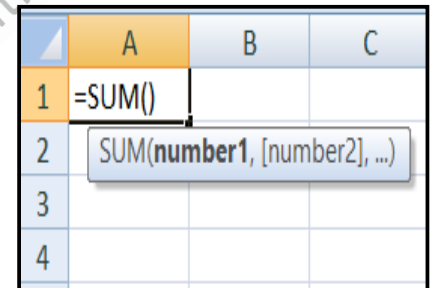 A B C
1 =SUM()
2 SUM(number1, [number2], ...)
3
4